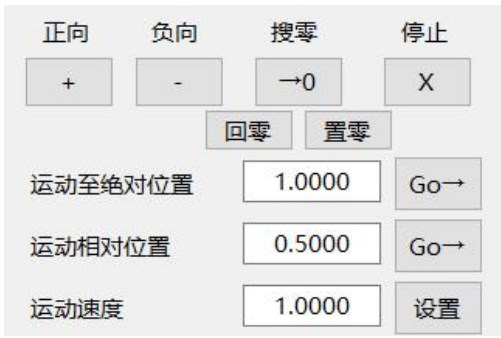 正向 负向 搜零 停止
+ - →0 X
回零 置零
运动至绝对位置 1.0000 Go→
运动相对位置 0.5000 Go→
运动速度 1.0000 设置